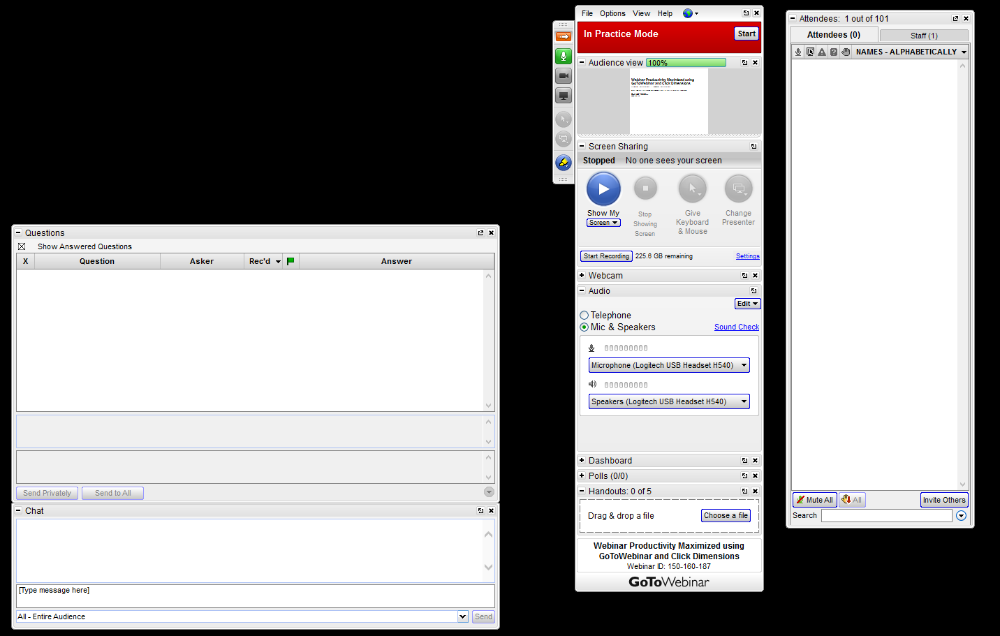 File Options View Help
In Practice Mode
Start
Audience view 100%
Webinar Productivity Maximized using
GoToWebinar and Click Dimensions
Screen Sharing
Stopped No one sees your screen
Show My
Screen
Stop
Showing
Screen
Give
Keyboard
& Mouse
Change
Presenter
Start Recording 225.6 GB remaining Settings
Webcam
Audio
Edit
Telephone
Mic & Speakers Sound Check
Microphone (Logitech USB Headset H540)
Speakers (Logitech USB Headset H540)
Dashboard
Polls (0/0)
Handouts: 0 of 5
Drag & drop a file Choose a file
Webinar Productivity Maximized using
GoToWebinar and Click Dimensions
Webinar ID: 150-160-187
GoToWebinar
Attendees: 1 out of 101
Attendees (0) Staff (1)
NAMES - ALPHABETICALLY
Mute All All Invite Others
Search
Questions
Show Answered Questions
X Question Asker Rec'd Answer
Send Privately Send to All
Chat
[Type message here]
All - Entire Audience Send